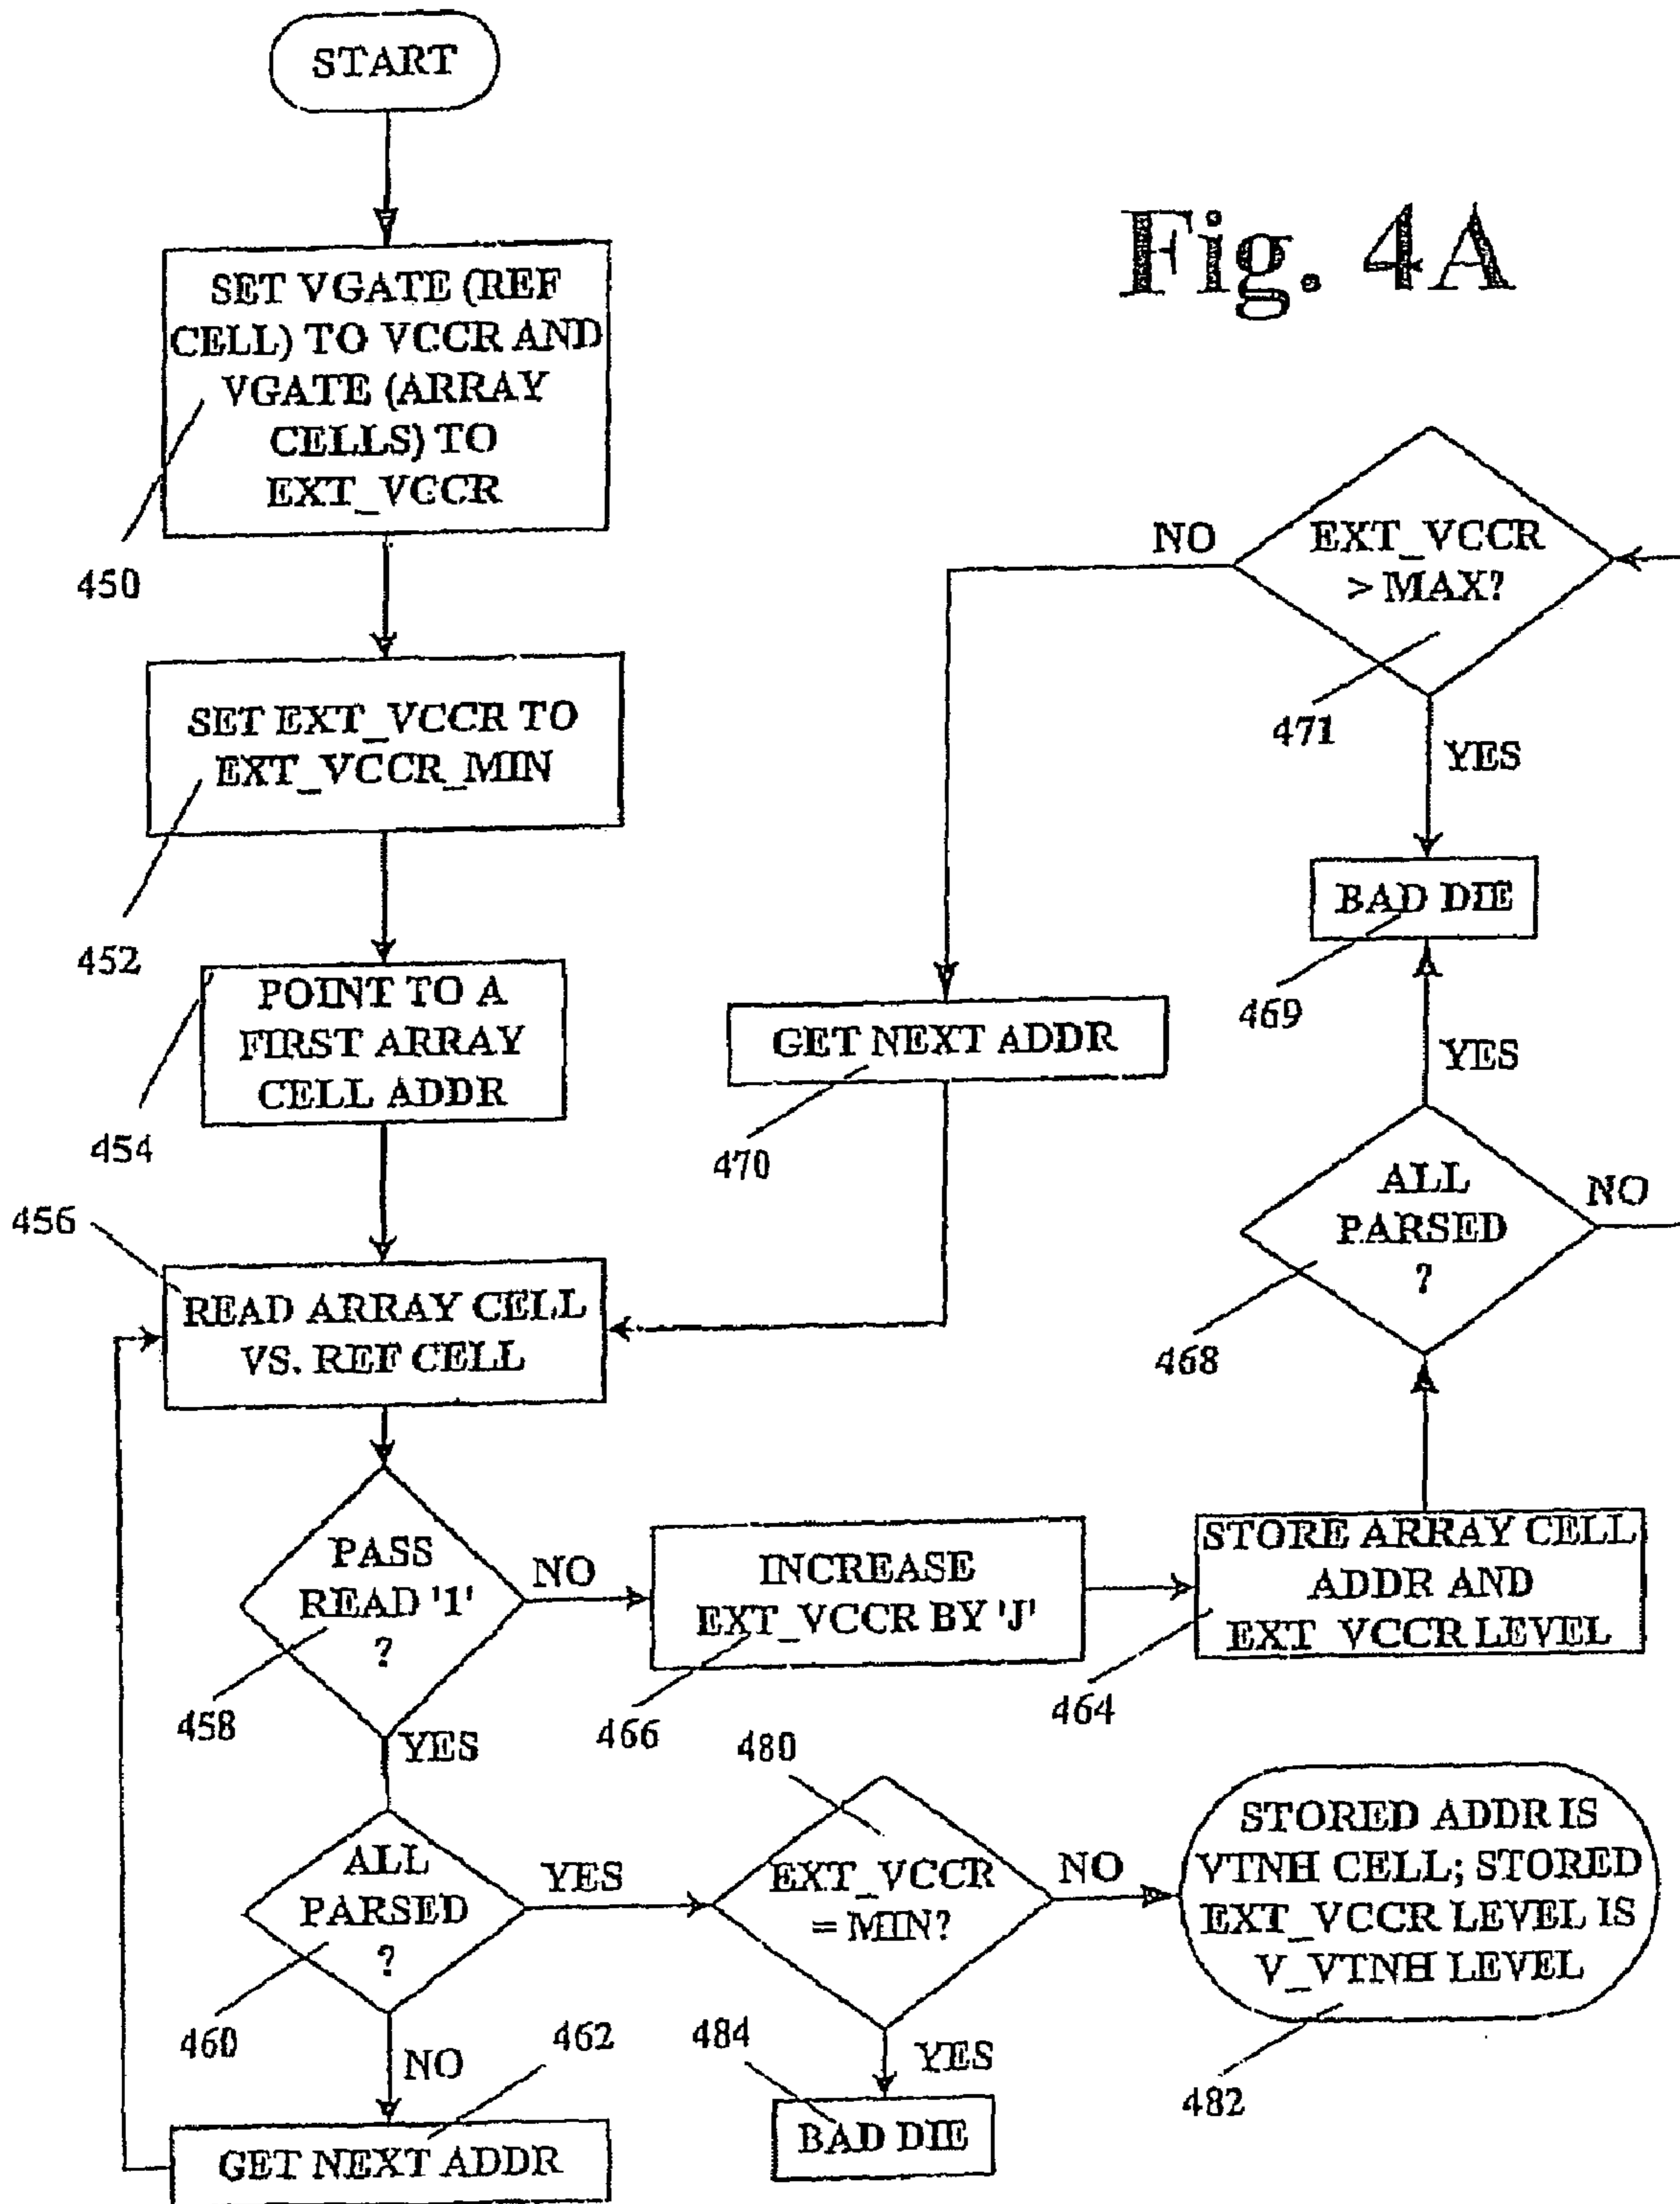 START
Fig. 4A
SET VGATE (REF
CELL) TO VCCR AND
VGATE (ARRAY
CELLS) TO
EXT_VCCR
450
SET EXT_VCCR TO
EXT_VCCR_MIN
452
POINT TO A
FIRST ARRAY
CELL ADDR
454
456
READ ARRAY CELL
VS. REF CELL
PASS
READ '1'
?
458
NO
YES
INCREASE
EXT_VCCR BY 'J'
466
STORE ARRAY CELL
ADDR AND
EXT_VCCR LEVEL
464
ALL
PARSED
?
468
NO
YES
BAD DIE
469
EXT_VCCR
> MAX?
471
YES
NO
GET NEXT ADDR
470
ALL
PARSED
?
460
YES
NO
462
GET NEXT ADDR
480
EXT_VCCR
= MIN?
NO
YES
484
BAD DIE
STORED ADDR IS
VTNH CELL; STORED
EXT_VCCR LEVEL IS
V_VTNH LEVEL
482